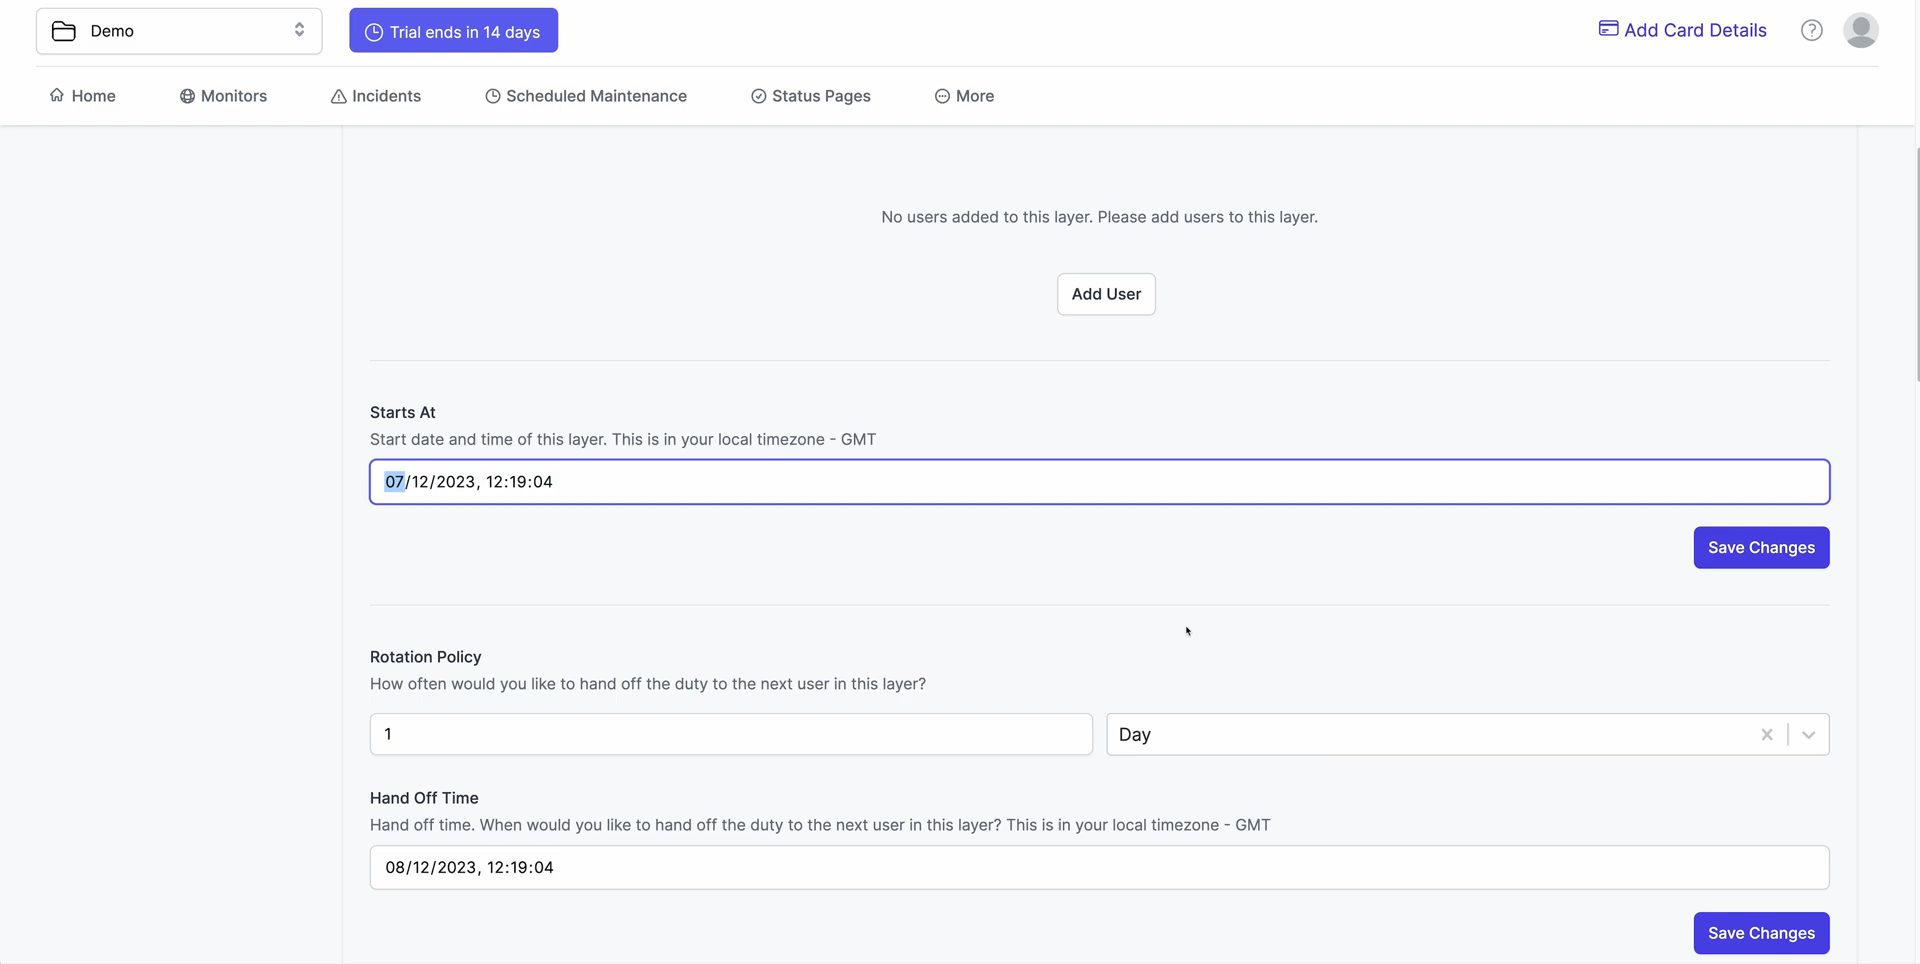 Demo
Trial ends in 14 days
Add Card Details
Home
Monitors
Incidents
Scheduled Maintenance
Status Pages
More
No users added to this layer. Please add users to this layer.
Add User
Starts At
Start date and time of this layer. This is in your local timezone - GMT
07/12/2023, 12:19:04
Save Changes
Rotation Policy
How often would you like to hand off the duty to the next user in this layer?
1
Day
Hand Off Time
Hand off time. When would you like to hand off the duty to the next user in this layer? This is in your local timezone - GMT
08/12/2023, 12:19:04
Save Changes